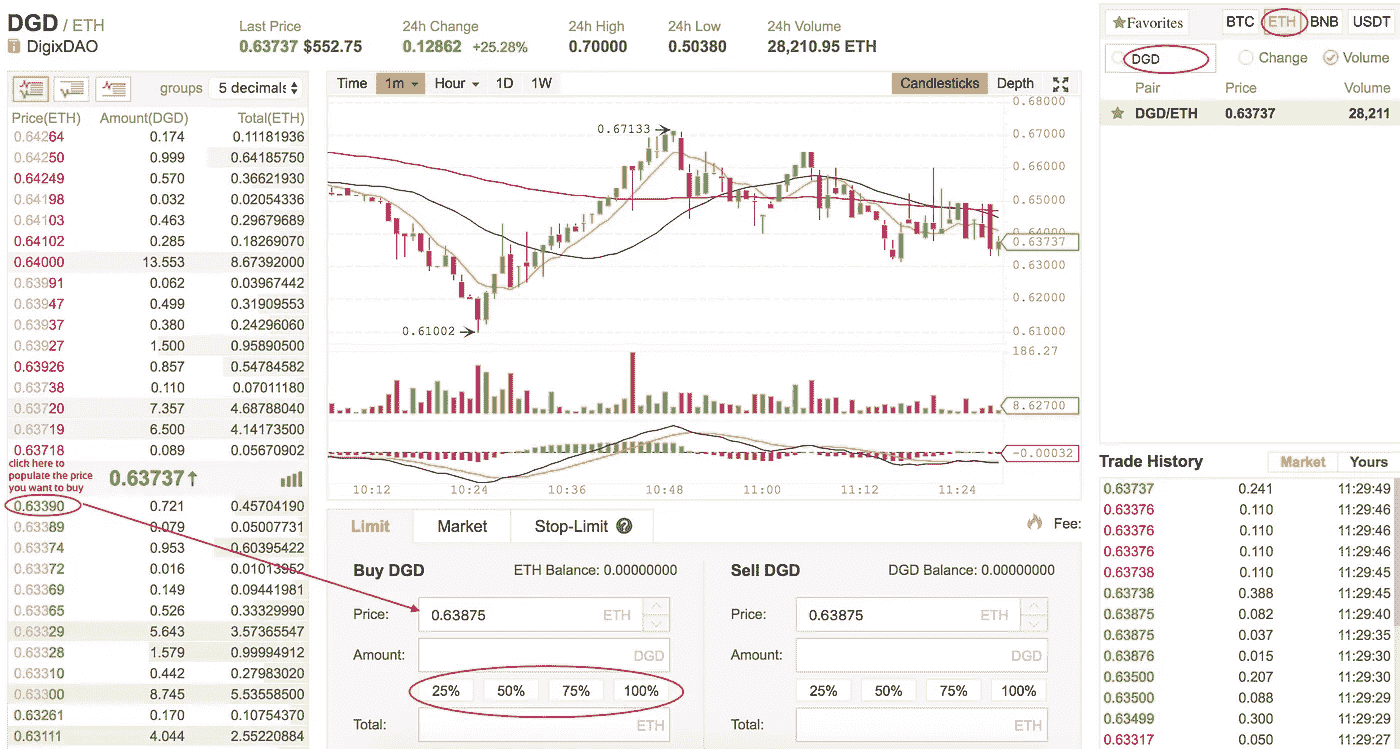 DGD / ETH
DigixDAO
Last Price
0.63737 $552.75
24h Change
0.12862 +25.28%
24h High
0.70000
24h Low
0.50380
24h Volume
28,210.95 ETH
groups 5 decimals
Price(ETH) Amount(DGD) Total(ETH)
0.64264 0.174 0.11181936
0.64250 0.999 0.64185750
0.64249 0.570 0.36621930
0.64198 0.032 0.02054336
0.64103 0.463 0.29679689
0.64102 0.285 0.18269070
0.64000 13.553 8.67392000
0.63991 0.062 0.03967442
0.63947 0.499 0.31909553
0.63937 0.380 0.24296060
0.63927 1.500 0.95890500
0.63926 0.857 0.54784582
0.63738 0.110 0.07011180
0.63720 7.357 4.68788040
0.63719 6.500 4.14173500
0.63718 0.089 0.05670902
click here to
populate the price
you want to buy
0.63737↑
0.63390 0.721 0.45704190
0.63389 0.079 0.05007731
0.63374 0.953 0.60395422
0.63372 0.016 0.01013952
0.63369 0.149 0.09441981
0.63365 0.526 0.33329990
0.63329 5.643 3.57365547
0.63328 1.579 0.99994912
0.63310 0.442 0.27983020
0.63300 8.745 5.53558500
0.63261 0.170 0.10754370
0.63111 4.044 2.55220884
Time 1m Hour 1D 1W
Candlesticks Depth
0.68000
0.67133
0.67000
0.66000
0.65000
0.64000
0.63737
0.63000
0.62000
0.61002
0.61000
186.27
8.62700
-0.00032
10:12 10:24 10:36 10:48 11:00 11:12 11:24
Limit Market Stop-Limit ?
Fee:
Buy DGD ETH Balance: 0.00000000
Price: 0.63875 ETH
Amount: DGD
25% 50% 75% 100%
Total: ETH
Sell DGD DGD Balance: 0.00000000
Price: 0.63875 ETH
Amount: DGD
25% 50% 75% 100%
Total: ETH
Favorites BTC ETH BNB USDT
DGD Change Volume
Pair Price Volume
DGD/ETH 0.63737 28,211
Trade History Market Yours
0.63737 0.241 11:29:49
0.63376 0.110 11:29:46
0.63376 0.110 11:29:46
0.63376 0.110 11:29:46
0.63738 0.110 11:29:45
0.63738 0.388 11:29:45
0.63875 0.082 11:29:40
0.63875 0.037 11:29:35
0.63876 0.015 11:29:30
0.63500 0.207 11:29:30
0.63500 0.088 11:29:29
0.63499 0.300 11:29:29
0.63317 0.050 11:29:27